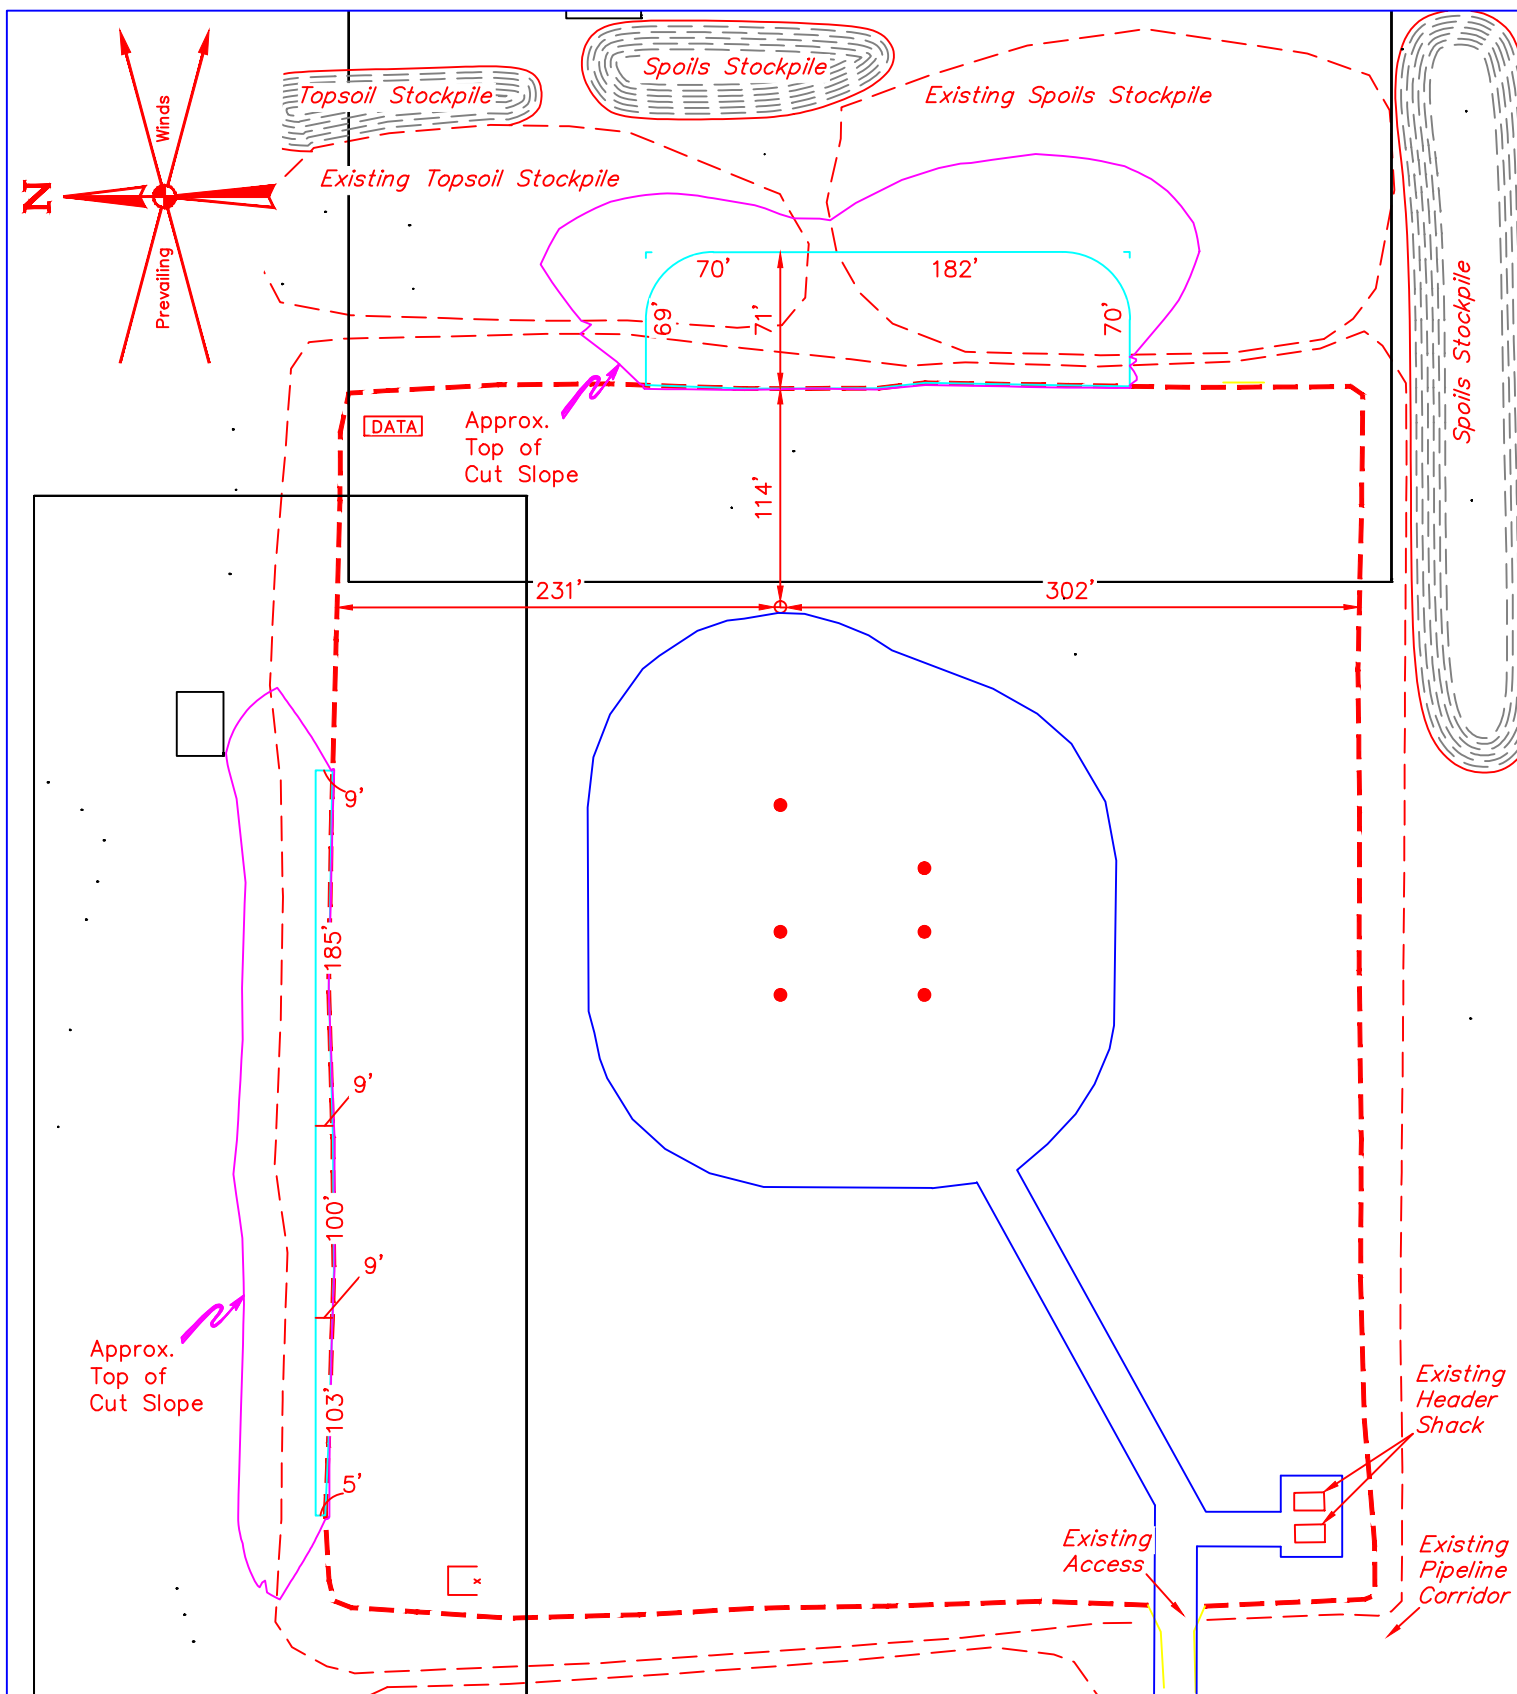 Spoils Stockpile
Topsoil Stockpile
Existing Spoils Stockpile
Winds
N
Existing Topsoil Stockpile
Prevailing
70'
182'
69'
71'
70'
Spoils Stockpile
DATA
Approx.
Top of
Cut Slope
114'
231'
302'
9'
185'
9'
100'
9'
Approx.
Top of
Cut Slope
103'
5'
Existing
Header
Shack
Existing
Access
Existing
Pipeline
Corridor
x